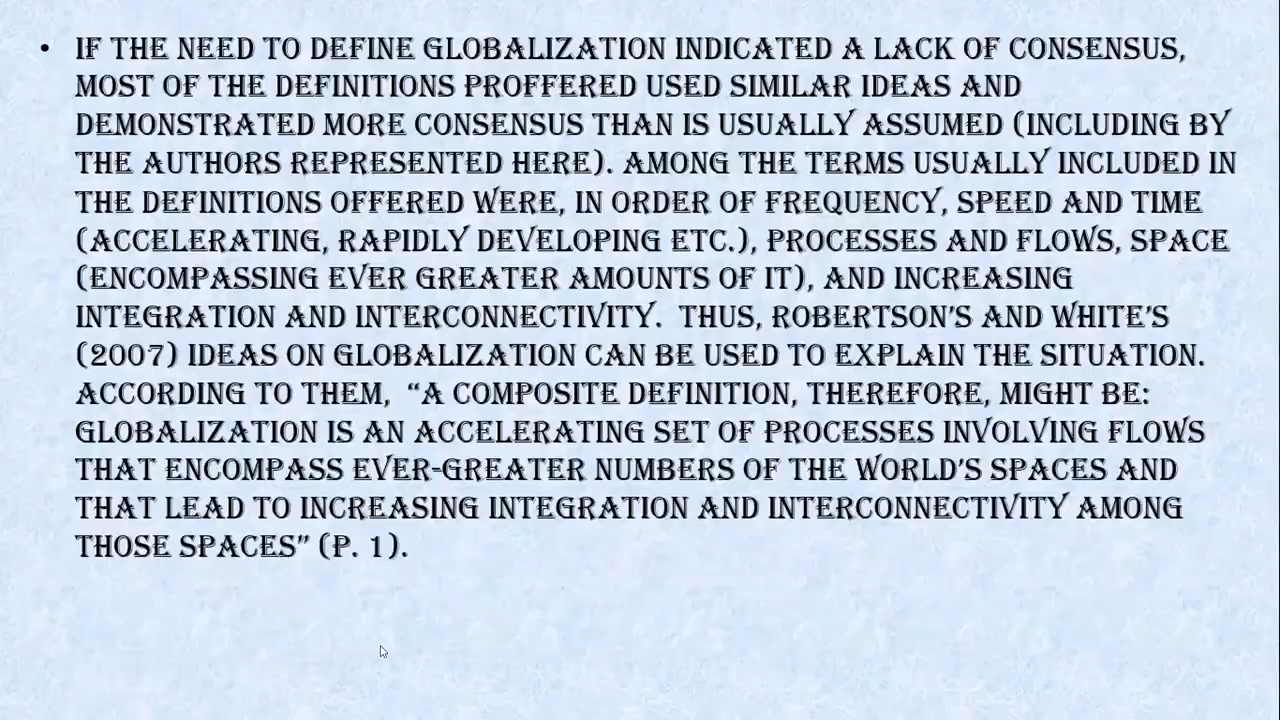 • IF THE NEED TO DEFINE GLOBALIZATION INDICATED A LACK OF CONSENSUS,
MOST OF THE DEFINITIONS PROFFERED USED SIMILAR IDEAS AND
DEMONSTRATED MORE CONSENSUS THAN IS USUALLY ASSUMED (INCLUDING BY
THE AUTHORS REPRESENTED HERE). AMONG THE TERMS USUALLY INCLUDED IN
THE DEFINITIONS OFFERED WERE, IN ORDER OF FREQUENCY, SPEED AND TIME
(ACCELERATING, RAPIDLY DEVELOPING ETC.), PROCESSES AND FLOWS, SPACE
(ENCOMPASSING EVER GREATER AMOUNTS OF IT), AND INCREASING
INTEGRATION AND INTERCONNECTIVITY.  THUS, ROBERTSON’S AND WHITE’S
(2007) IDEAS ON GLOBALIZATION CAN BE USED TO EXPLAIN THE SITUATION.
ACCORDING TO THEM,  “A COMPOSITE DEFINITION, THEREFORE, MIGHT BE:
GLOBALIZATION IS AN ACCELERATING SET OF PROCESSES INVOLVING FLOWS
THAT ENCOMPASS EVER-GREATER NUMBERS OF THE WORLD’S SPACES AND
THAT LEAD TO INCREASING INTEGRATION AND INTERCONNECTIVITY AMONG
THOSE SPACES” (P. 1).